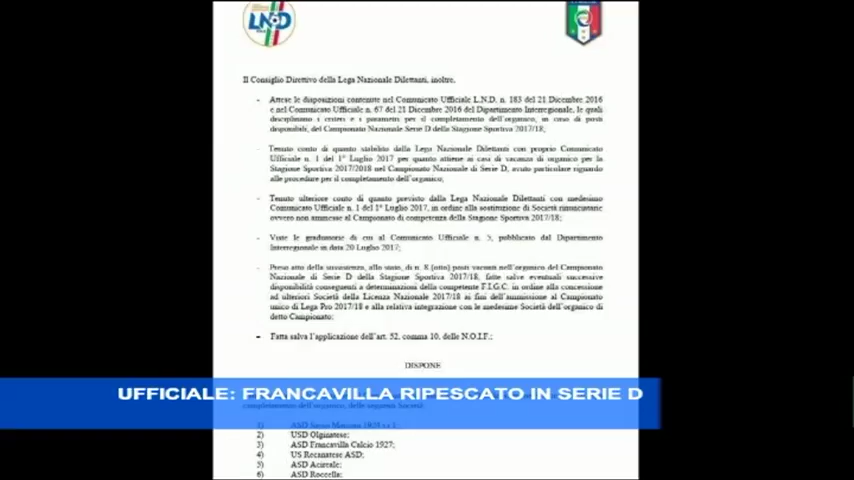 LND
Il Consiglio Direttivo della Lega Nazionale Dilettanti, inoltre,
- Attese le disposizioni contenute nel Comunicato Ufficiale L.N.D. n. 183 del 21 Dicembre 2016
e nel Comunicato Ufficiale n. 67 del 21 Dicembre 2016 del Dipartimento Interregionale, le quali
disciplinano i criteri e i parametri per il completamento dell'organico, in caso di posti
disponibili, del Campionato Nazionale Serie D della Stagione Sportiva 2017/18;
- Tenuto conto di quanto stabilito dalla Lega Nazionale Dilettanti con proprio Comunicato
Ufficiale n. 1 del 1° Luglio 2017 per quanto attiene ai casi di vacanza di organico per la
Stagione Sportiva 2017/2018 nel Campionato Nazionale di Serie D, avuto particolare riguardo
alle procedure per il completamento dell'organico;
- Tenuto ulteriore conto di quanto previsto dalla Lega Nazionale Dilettanti con medesimo
Comunicato Ufficiale n. 1 del 1° Luglio 2017, in ordine alla sostituzione di Società rinunciatarie
ovvero non ammesse al Campionato di competenza della Stagione Sportiva 2017/18;
- Viste le graduatorie di cui al Comunicato Ufficiale n. 5, pubblicato dal Dipartimento
Interregionale in data 20 Luglio 2017;
- Preso atto della sussistenza, allo stato, di n. 8 (otto) posti vacanti nell'organico del Campionato
Nazionale di Serie D della Stagione Sportiva 2017/18, fatte salve eventuali successive
disponibilità conseguenti a determinazioni della competente F.I.G.C. in ordine alla concessione
ad ulteriori Società della Licenza Nazionale 2017/18 ai fini dell'ammissione al Campionato
unico di Lega Pro 2017/18 e alla relativa integrazione con le medesime Società dell'organico di
detto Campionato;
- Fatta salva l'applicazione dell'art. 52, comma 10, delle N.O.I.F.;
DISPONE
UFFICIALE: FRANCAVILLA RIPESCATO IN SERIE D
completamento dell'organico, delle seguenti Società:
1) ASD
2) USD Olginatese;
3) ASD Francavilla Calcio 1927;
4) US Recanatese ASD;
5) ASD Acireale;
6) ASD Roccella;